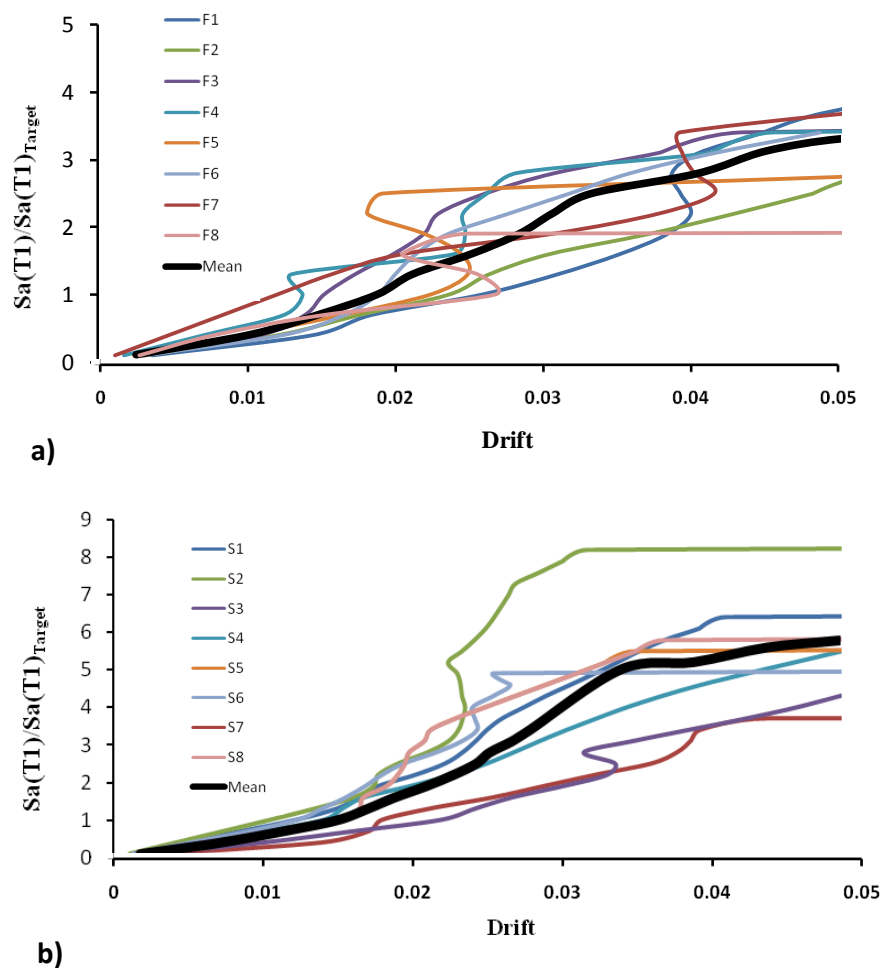 5
4
3
2
1
0
Sa(T1)/Sa(T1)Target
F1
F2
F3
F4
F5
F6
F7
F8
Mean
0 0.01 0.02 0.03 0.04 0.05
Drift
a)
9
8
7
6
5
4
3
2
1
0
Sa(T1)/Sa(T1)Target
S1
S2
S3
S4
S5
S6
S7
S8
Mean
0 0.01 0.02 0.03 0.04 0.05
Drift
b)